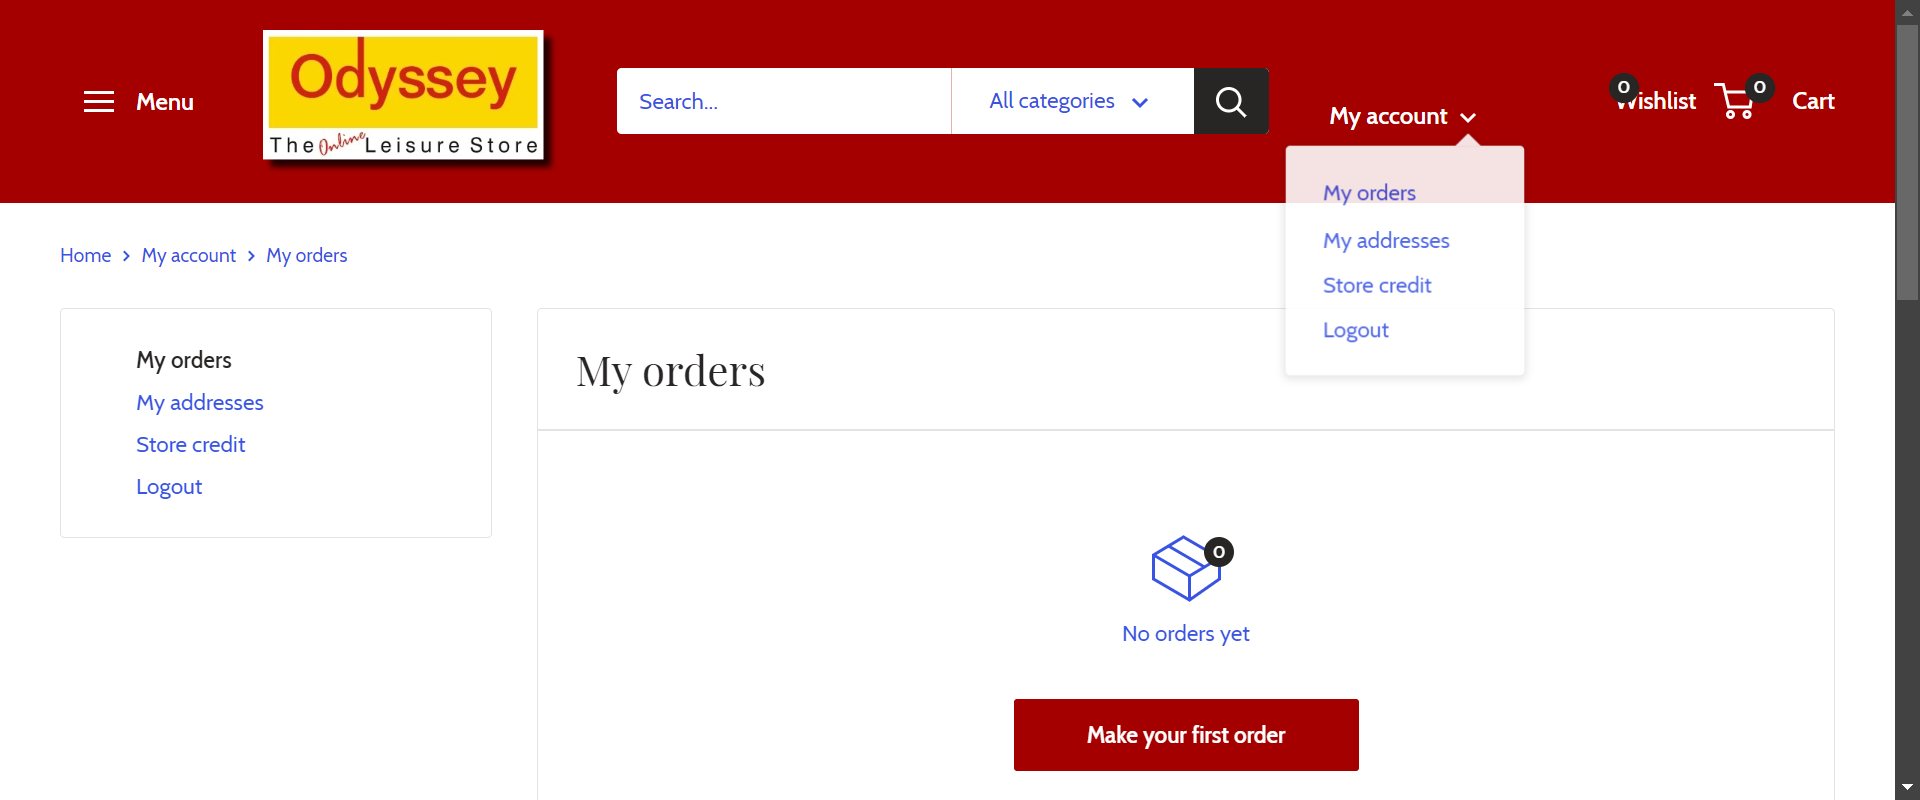 Menu
Odyssey
The Online Leisure Store
Search...
All categories
My account
0
Wishlist
0
Cart
My orders
My addresses
Store credit
Logout
Home > My account > My orders
My orders
My addresses
Store credit
Logout
My orders
0
No orders yet
Make your first order